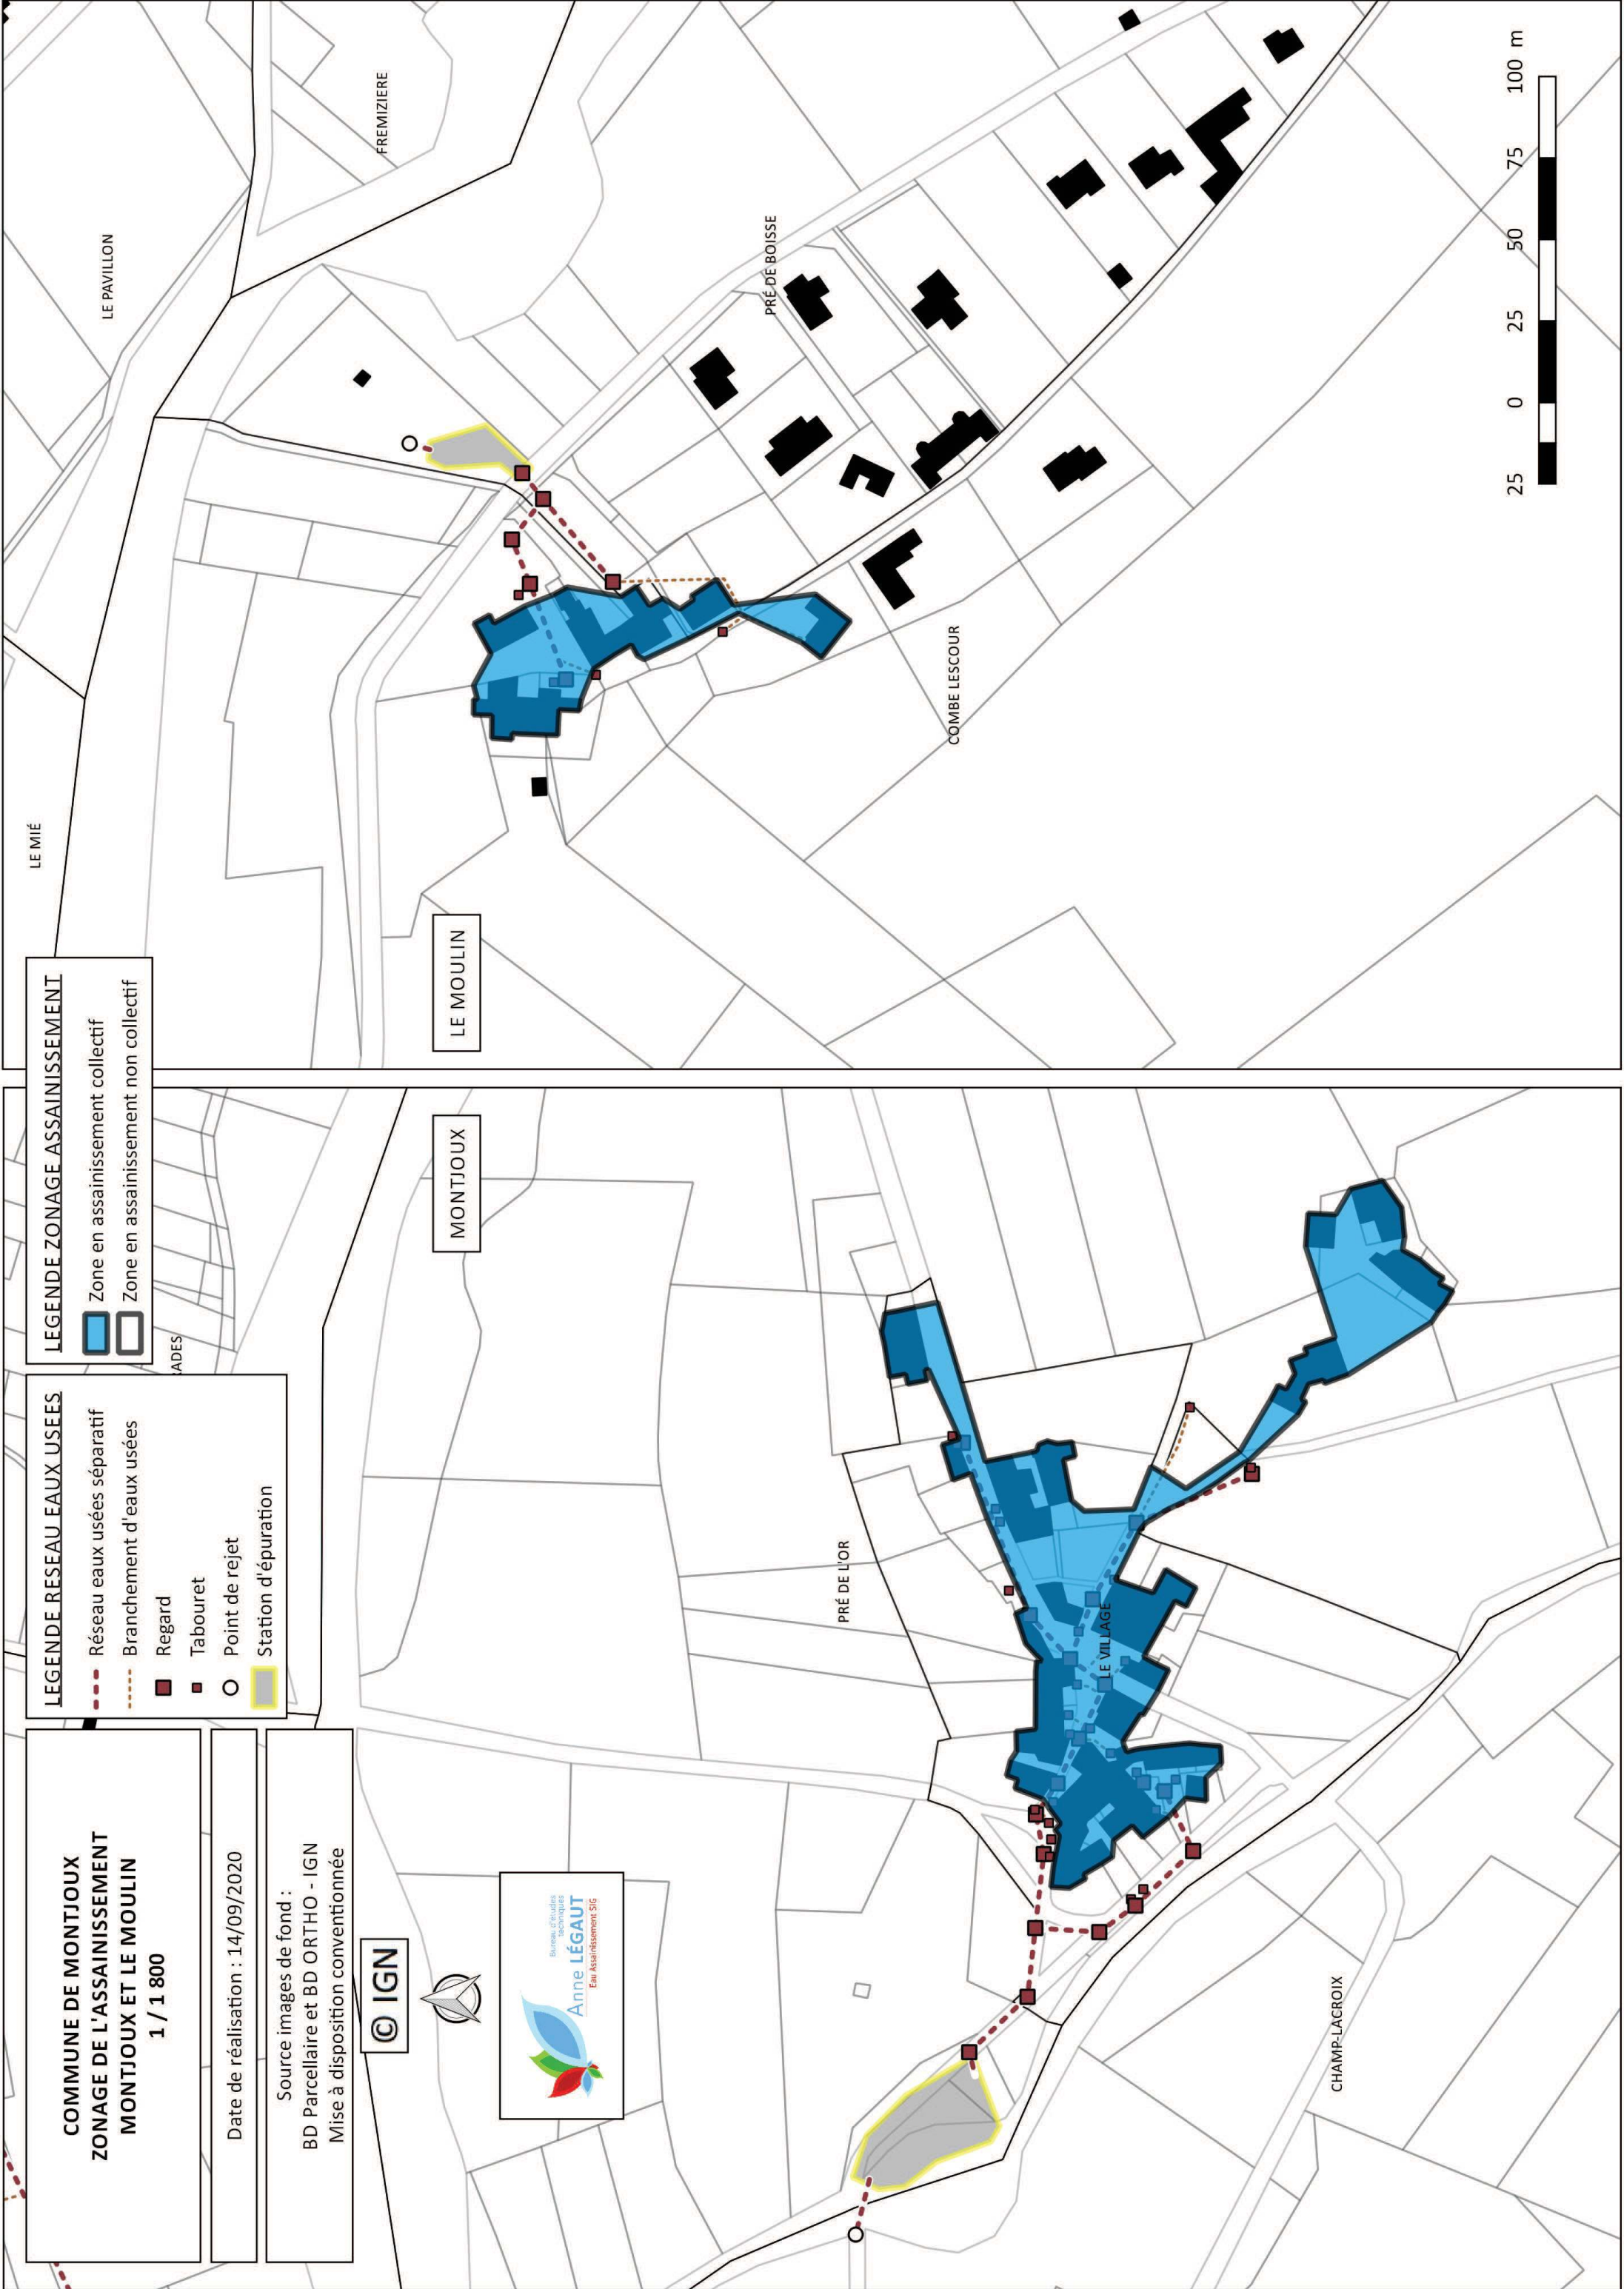 COMMUNE DE MONTJOUX
ZONAGE DE L'ASSAINISSEMENT
MONTJOUX ET LE MOULIN
1 / 1 800
Date de réalisation : 14/09/2020
Source images de fond :
BD Parcellaire et BD ORTHO - IGN
Mise à disposition conventionnée
© IGN
Bureau d'études
techniques
Anne LÉGAUT
Eau Assainissement SIG
LEGENDE RESEAU EAUX USEES
Réseau eaux usées séparatif
Branchement d'eaux usées
Regard
Tabouret
Point de rejet
Station d'épuration
LEGENDE ZONAGE ASSAINISSEMENT
Zone en assainissement collectif
Zone en assainissement non collectif
RADES
MONTJOUX
PRÉ DE L'OR
LE VILLAGE
CHAMP-LACROIX
LE MIÉ
LE PAVILLON
FREMIZIERE
LE MOULIN
PRÉ DE BOISSE
COMBE LESCOUR
25 0 25 50 75 100 m